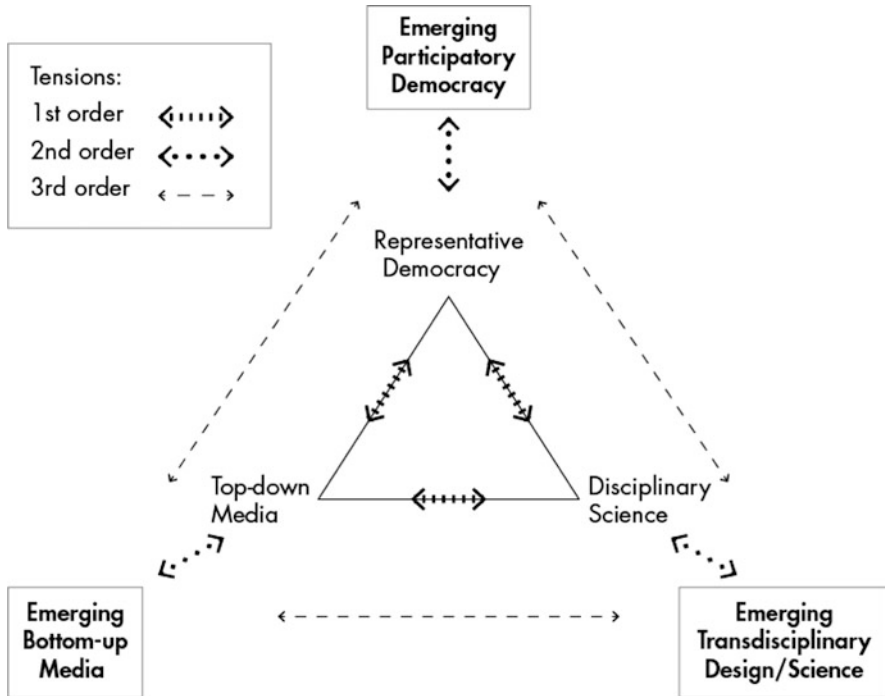 Emerging
Participatory
Democracy
Tensions:
1st order
2nd order
3rd order
Representative
Democracy
Top-down
Media
Disciplinary
Science
Emerging
Bottom-up
Media
Emerging
Transdisciplinary
Design/Science